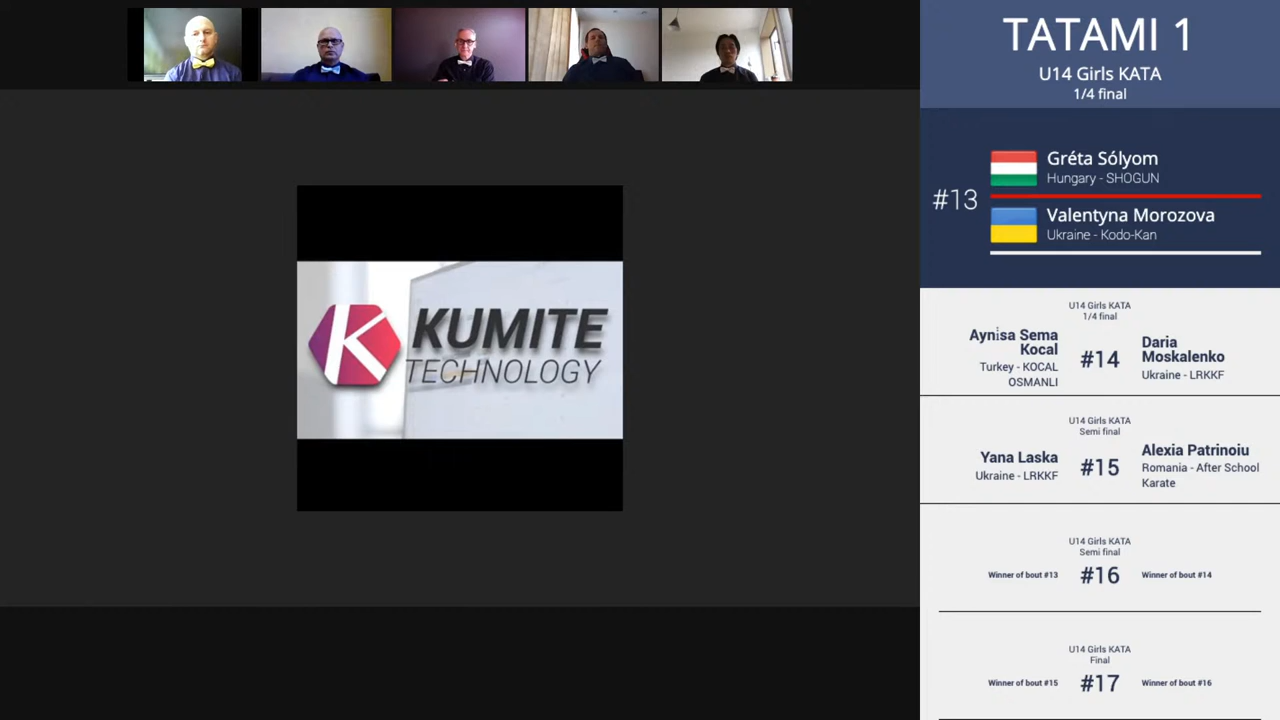 KUMITE
TECHNOLOGY
TATAMI 1
U14 Girls KATA
1/4 final
#13
Gréta Sólyom
Hungary - SHOGUN
Valentyna Morozova
Ukraine - Kodo-Kan
U14 Girls KATA
1/4 final
Aynisa Sema
Kocal
Turkey - KOCAL
OSMANLI
#14
Daria
Moskalenko
Ukraine - LRKKF
U14 Girls KATA
Semi final
Yana Laska
Ukraine - LRKKF
#15
Alexia Patrinoiu
Romania - After School
Karate
U14 Girls KATA
Semi final
Winner of bout #13
#16
Winner of bout #14
U14 Girls KATA
Final
Winner of bout #15
#17
Winner of bout #16